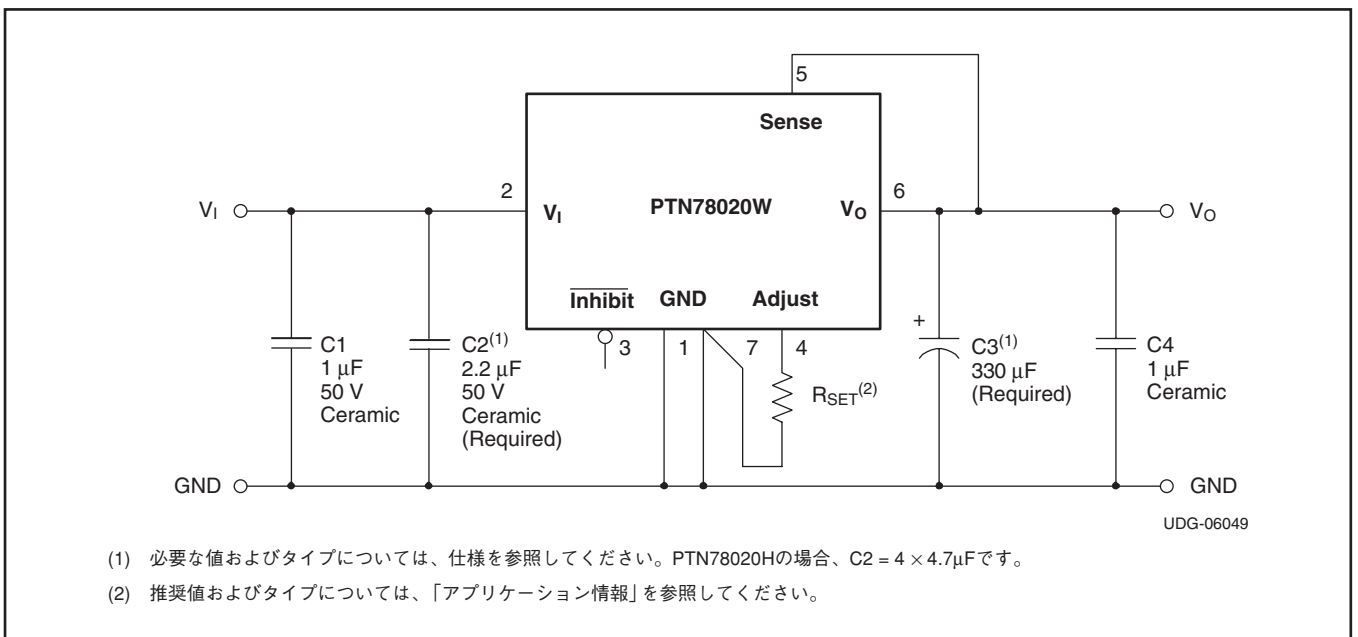 5
Sense
2
6
V_I
V_I
PTN78020W
V_O
V_O
Inhibit
GND
Adjust
3
1
7
4
+
C1
1 μF
50 V
Ceramic
C2(1)
2.2 μF
50 V
Ceramic
(Required)
R_SET(2)
C3(1)
330 μF
(Required)
C4
1 μF
Ceramic
GND
GND
UDG-06049
(1) 必要な値およびタイプについては、仕様を参照してください。PTN78020Hの場合、C2 = 4 × 4.7μFです。
(2) 推奨値およびタイプについては、「アプリケーション情報」を参照してください。